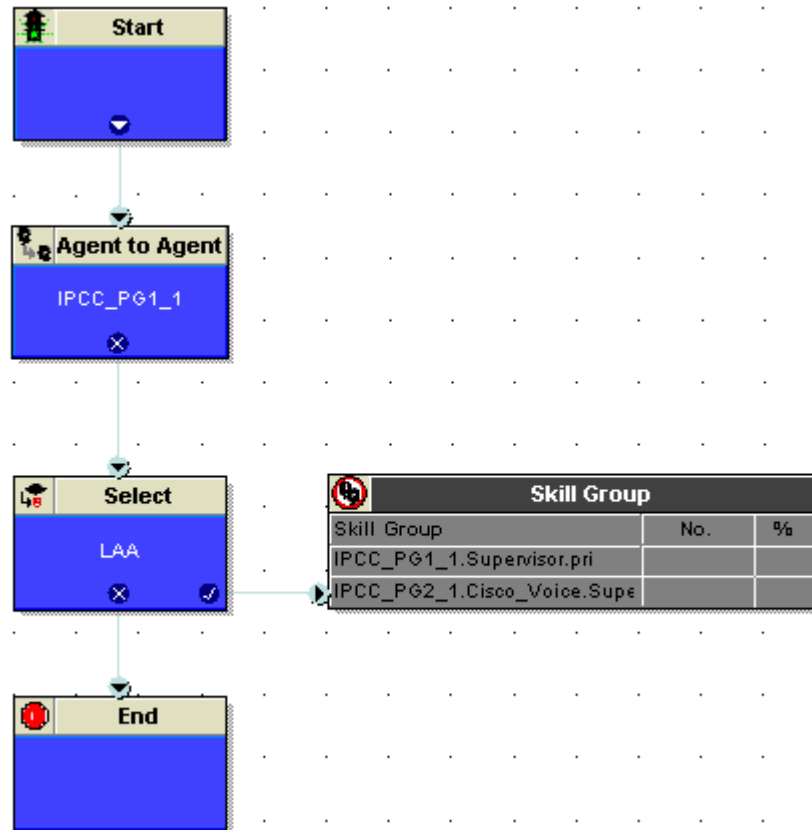 Start
Agent to Agent
IPCC_PG1_1
Select
LAA
Skill Group
Skill Group No. %
IPCC_PG1_1.Supervisor.pri
IPCC_PG2_1.Cisco_Voice.Supe
End